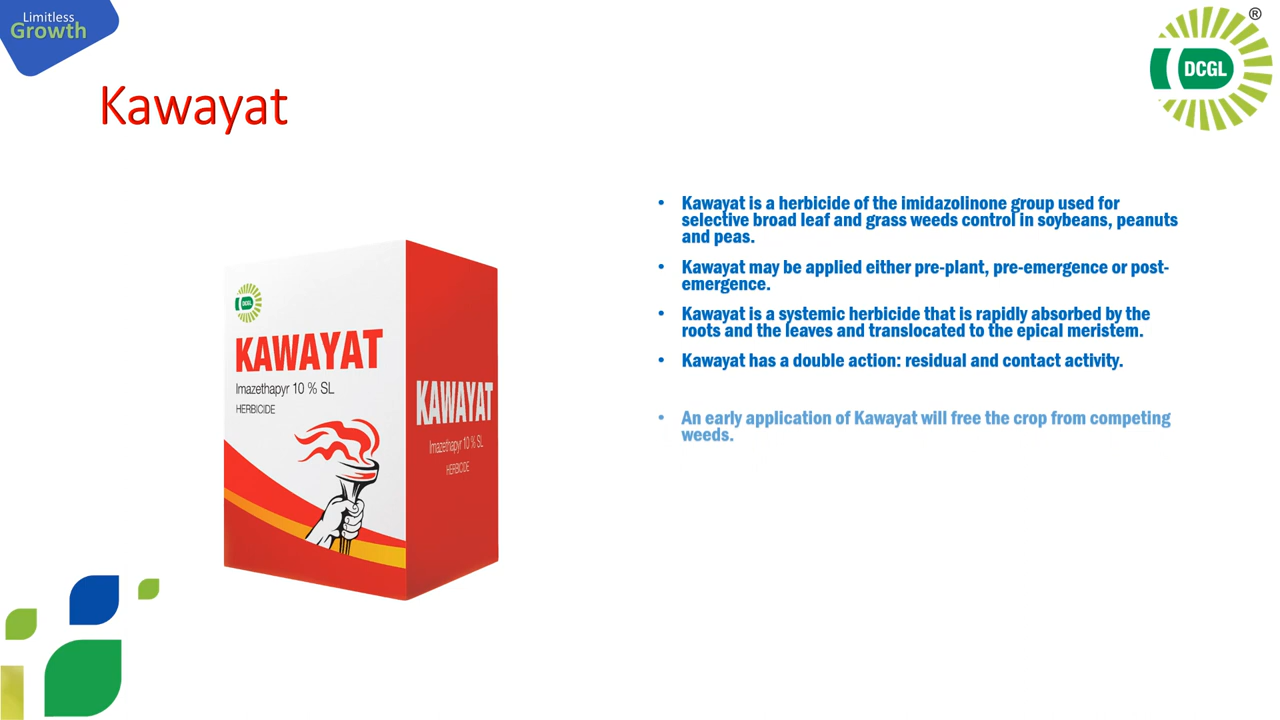 Limitless
Growth
®
DCGL
Kawayat
• Kawayat is a herbicide of the imidazolinone group used for
selective broad leaf and grass weeds control in soybeans, peanuts
and peas.
• Kawayat may be applied either pre-plant, pre-emergence or post-
emergence.
• Kawayat is a systemic herbicide that is rapidly absorbed by the
roots and the leaves and translocated to the epical meristem.
• Kawayat has a double action: residual and contact activity.
• An early application of Kawayat will free the crop from competing
weeds.
DCGL
KAWAYAT
Imazethapyr 10 % SL
HERBICIDE
KAWAYAT
Imazethapyr 10 % SL
HERBICIDE